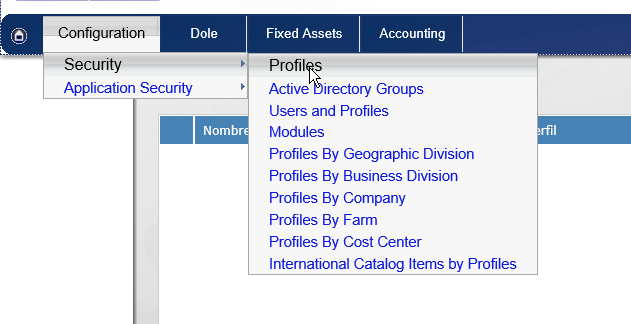 Configuration Dole Fixed Assets Accounting
Security
Application Security
Profiles
Active Directory Groups
Users and Profiles
Modules
Profiles By Geographic Division
Profiles By Business Division
Profiles By Company
Profiles By Farm
Profiles By Cost Center
International Catalog Items by Profiles
Nombre erfil